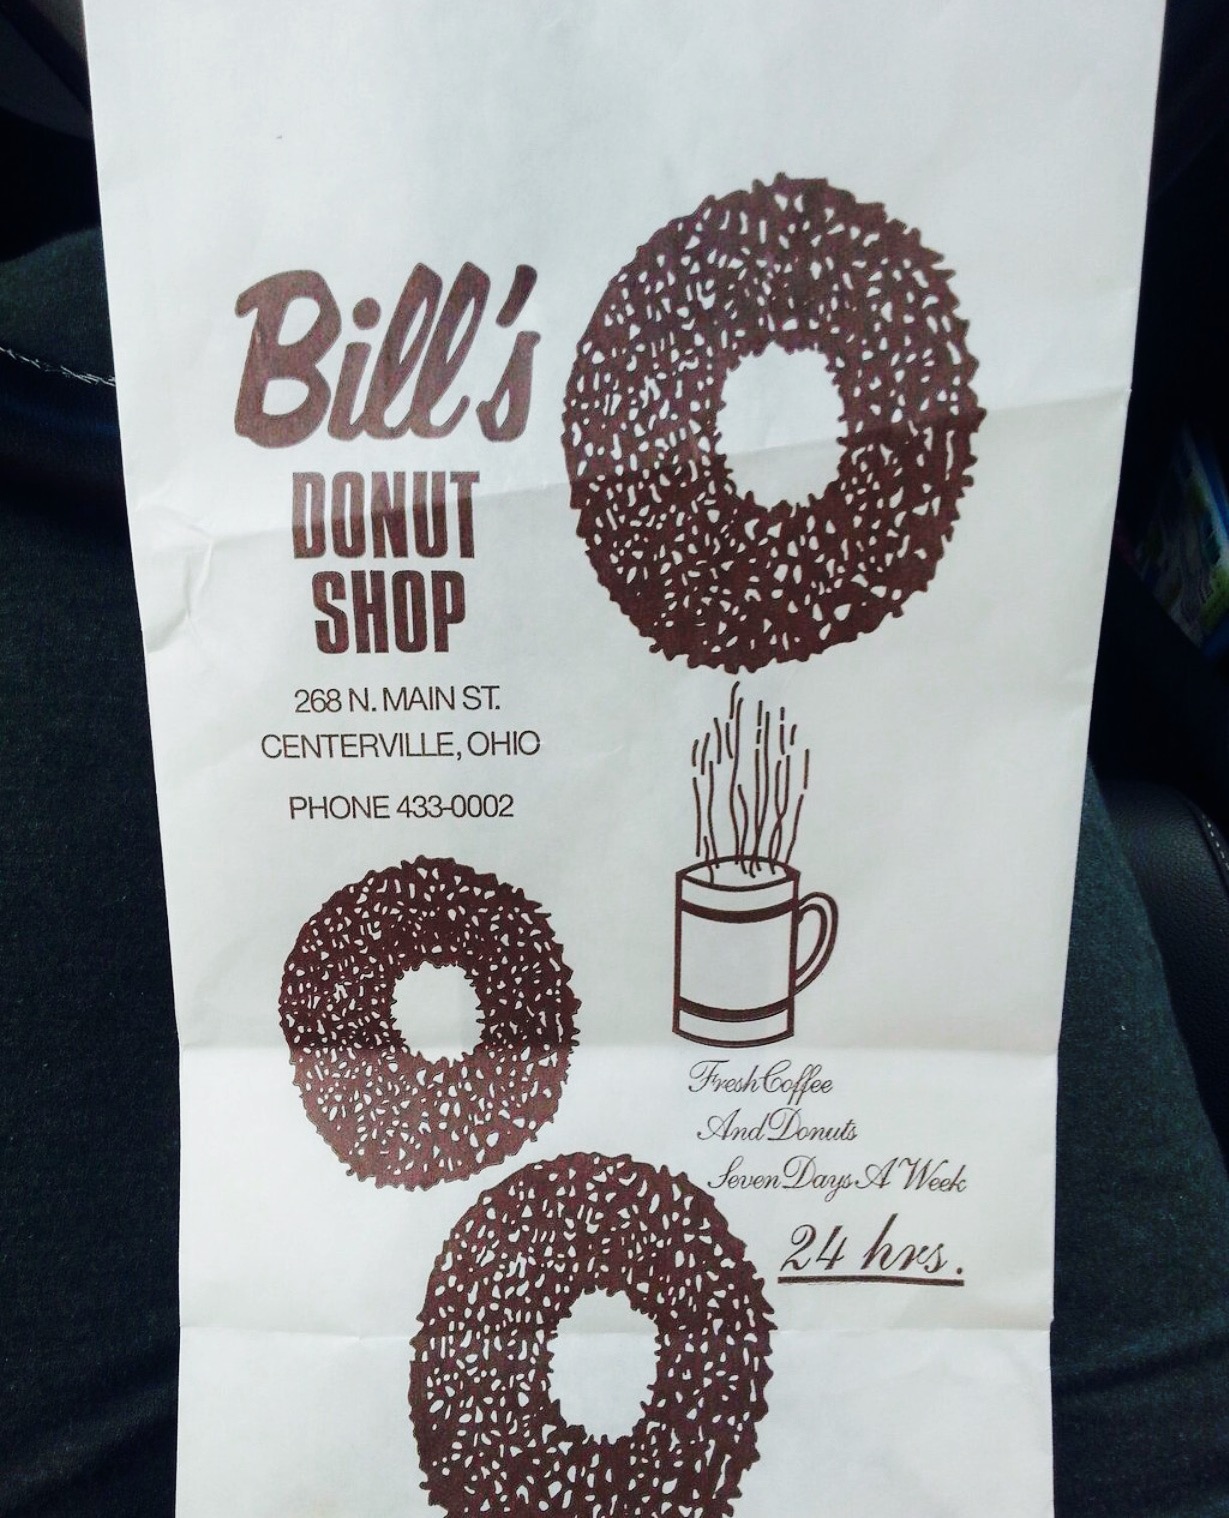 Bill's
DONUT
SHOP
268 N. MAIN ST.
CENTERVILLE, OHIO
PHONE 433-0002
Fresh Coffee
And Donuts
Seven Days A Week
24 hrs.